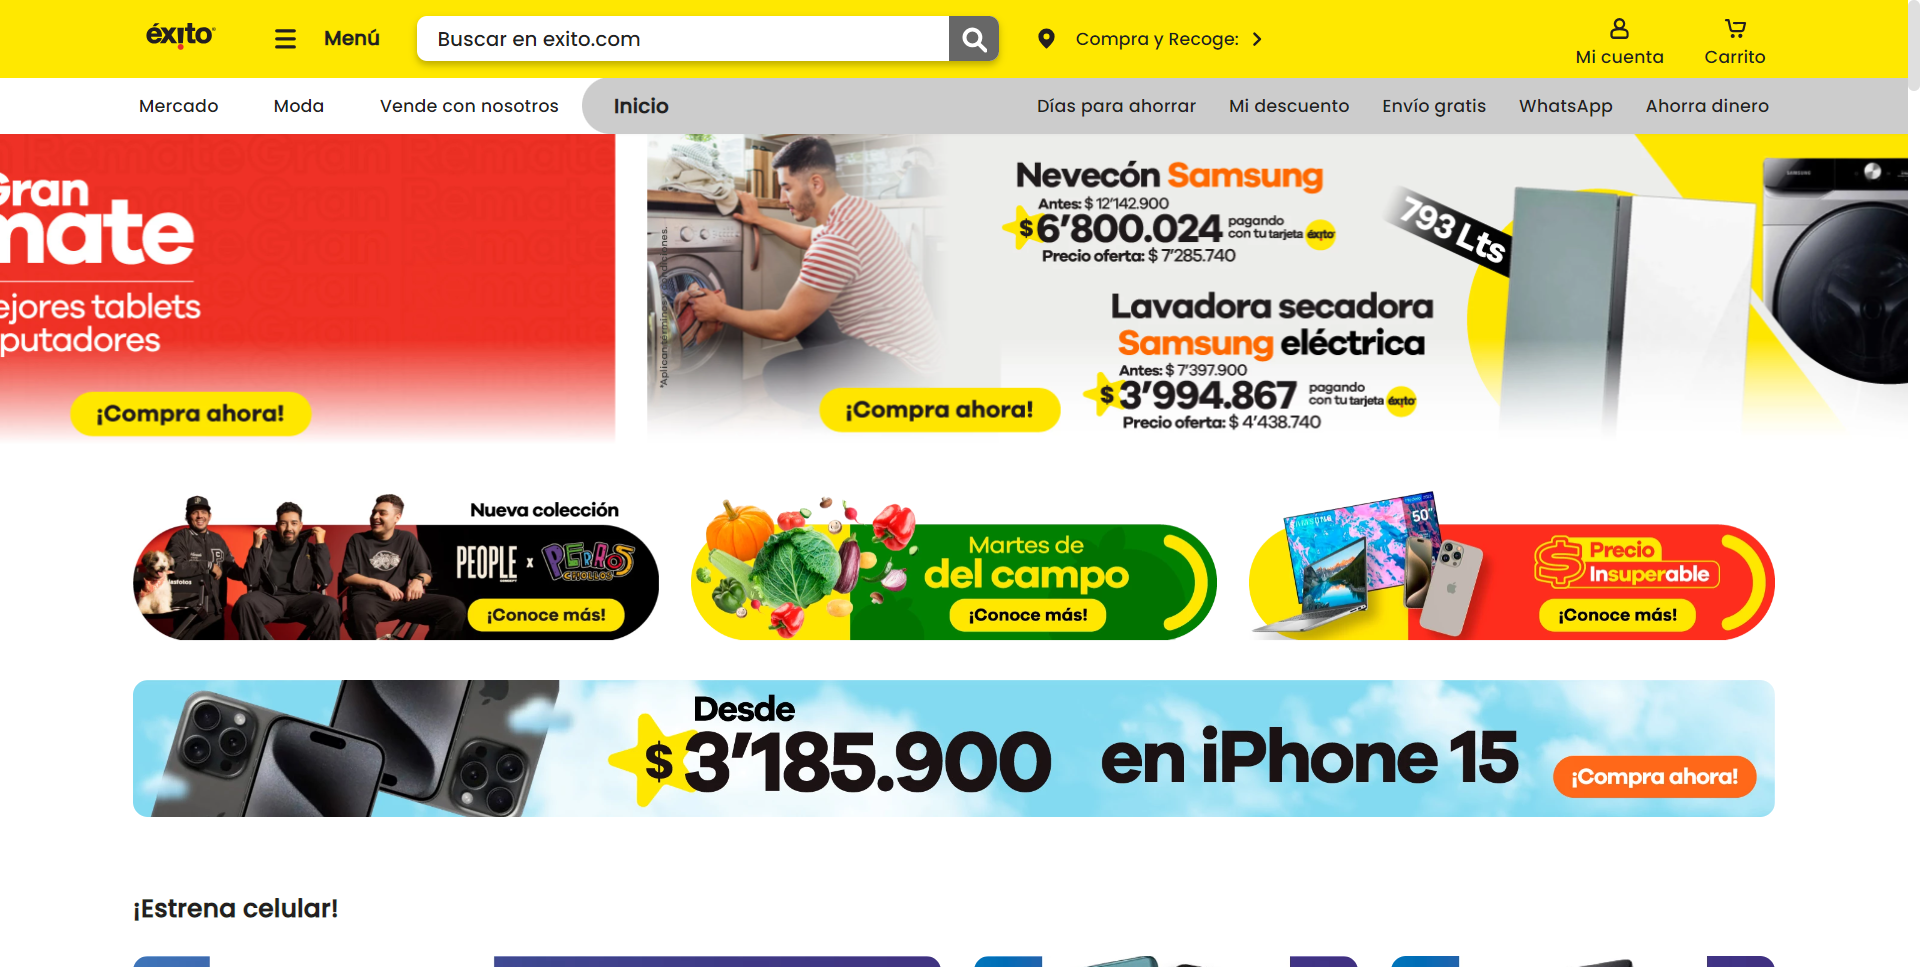 éxito
Menú
Buscar en exito.com
Compra y Recoge:
Mi cuenta
Carrito
Mercado
Moda
Vende con nosotros
Inicio
Días para ahorrar
Mi descuento
Envío gratis
WhatsApp
Ahorra dinero
Gran
mate
ejores tablets
putadores
¡Compra ahora!
*Aplican términos y condiciones.
¡Compra ahora!
Nevecón Samsung
Antes: $ 12'142.900
$ 6'800.024 pagando
con tu tarjeta éxito
Precio oferta: $ 7'285.740
Lavadora secadora
Samsung eléctrica
Antes: $ 7'397.900
$ 3'994.867 pagando
con tu tarjeta éxito
Precio oferta: $ 4'438.740
793 Lts
SAMSUNG
Nueva colección
PEOPLE x PERROS
CRIOLLOS
¡Conoce más!
Martes de
del campo
¡Conoce más!
SAMSUNG
50"
Precio
Insuperable
¡Conoce más!
Desde
$ 3'185.900 en iPhone 15
¡Compra ahora!
¡Estrena celular!